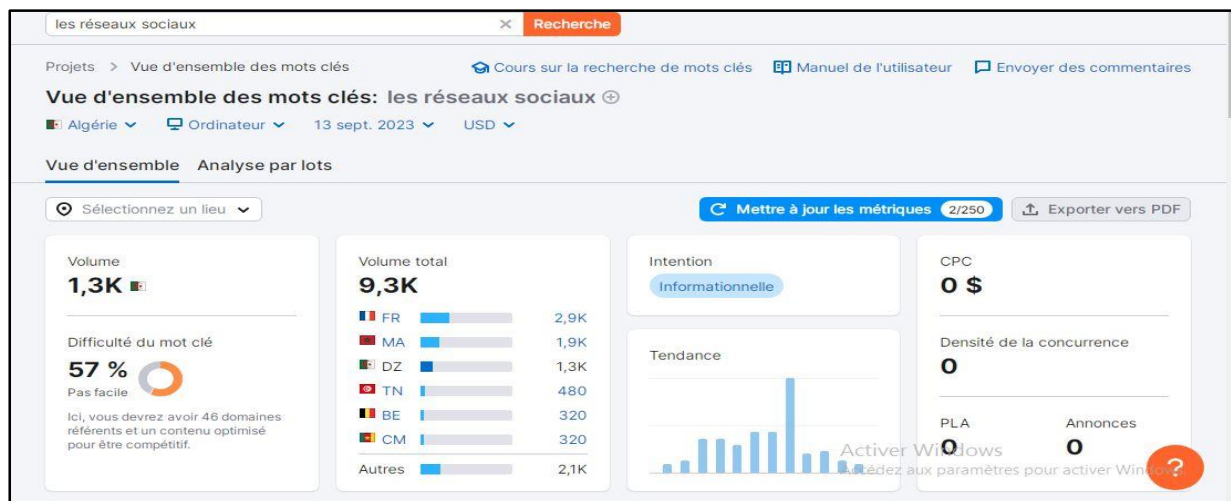 les réseaux sociaux × Recherche
Projets > Vue d'ensemble des mots clés Cours sur la recherche de mots clés Manuel de l'utilisateur Envoyer des commentaires
Vue d'ensemble des mots clés: les réseaux sociaux
Algérie Ordinateur 13 sept. 2023 USD
Vue d'ensemble Analyse par lots
Sélectionnez un lieu Mettre à jour les métriques 2/250 Exporter vers PDF
Volume
1,3K
Difficulté du mot clé
57 %
Pas facile
Ici, vous devrez avoir 46 domaines
référents et un contenu optimisé
pour être compétitif.
Volume total
9,3K
FR 2,9K
MA 1,9K
DZ 1,3K
TN 480
BE 320
CM 320
Autres 2,1K
Intention
Informationnelle
Tendance
CPC
0 $
Densité de la concurrence
0
PLA Annonces
0 0
Activer Windows
Accédez aux paramètres pour activer Windows.
?